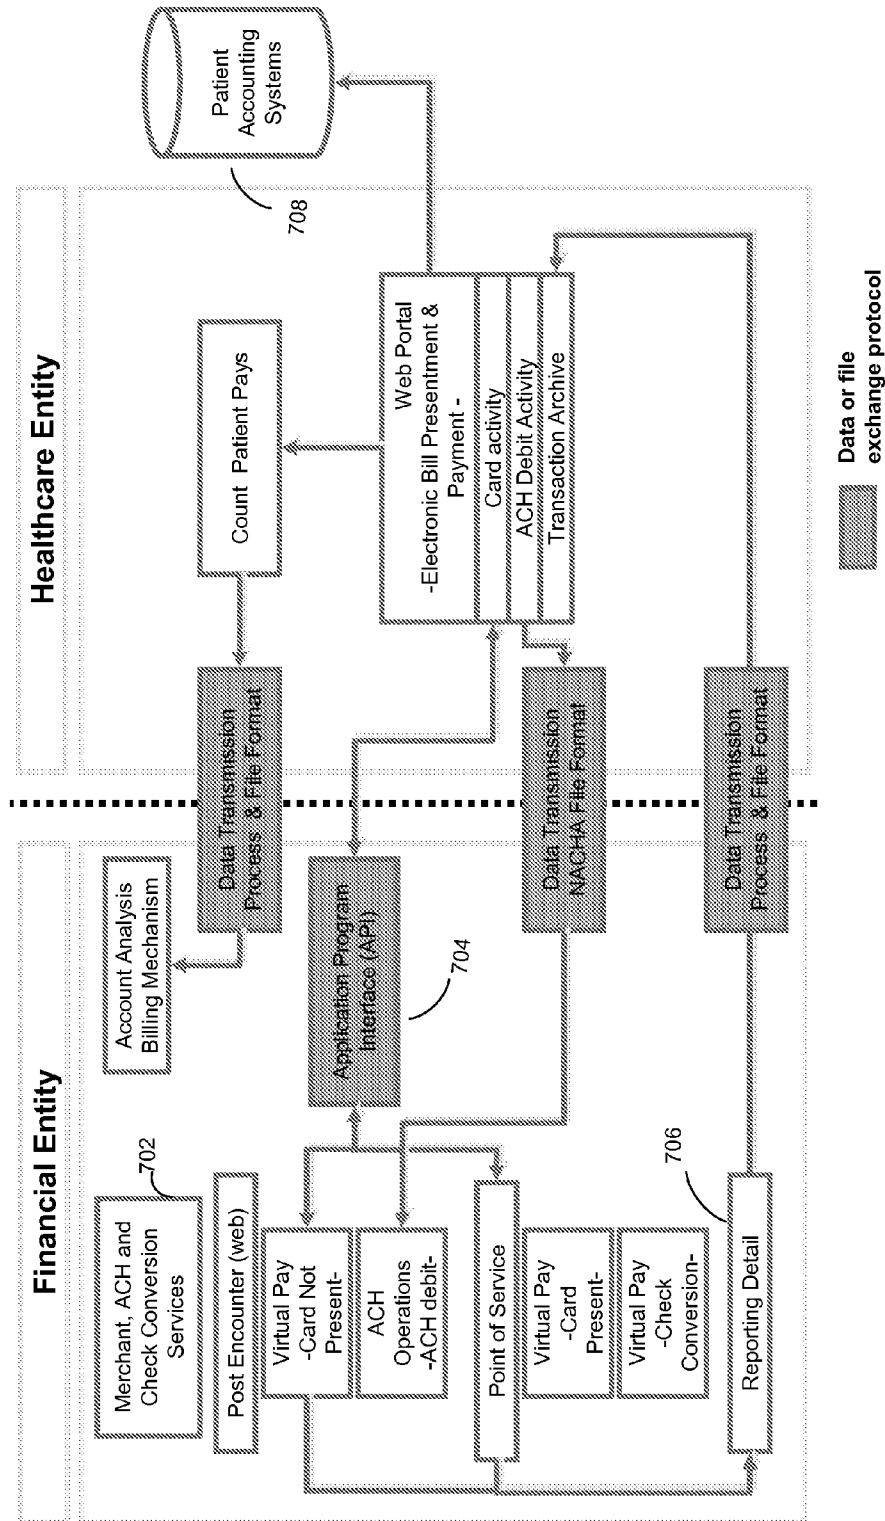 Financial Entity
Healthcare Entity
Merchant, ACH and
Check Conversion
Services
702
Post Encounter (web)
Virtual Pay
-Card Not
Present-
ACH
Operations
-ACH debit-
Point of Service
Virtual Pay
-Card
Present-
Virtual Pay
-Check
Conversion-
Reporting Detail
706
Account Analysis
Billing Mechanism
Application Program
Interface (API)
704
Data Transmission
Process & File Format
Data Transmission
NACHA File Format
Data Transmission
Process & File Format
Count Patient Pays
Web Portal
-Electronic Bill Presentment &
Payment -
Card activity
ACH Debit Activity
Transaction Archive
Patient
Accounting
Systems
708
Data or file
exchange protocol